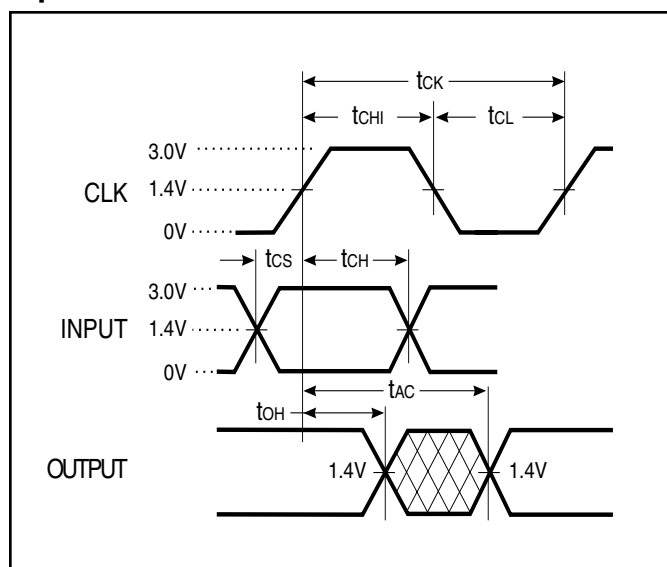 tCK
tCHI tCL
3.0V
CLK 1.4V
0V
tCS tCH
3.0V
INPUT 1.4V
0V
tAC
tOH
OUTPUT 1.4V 1.4V